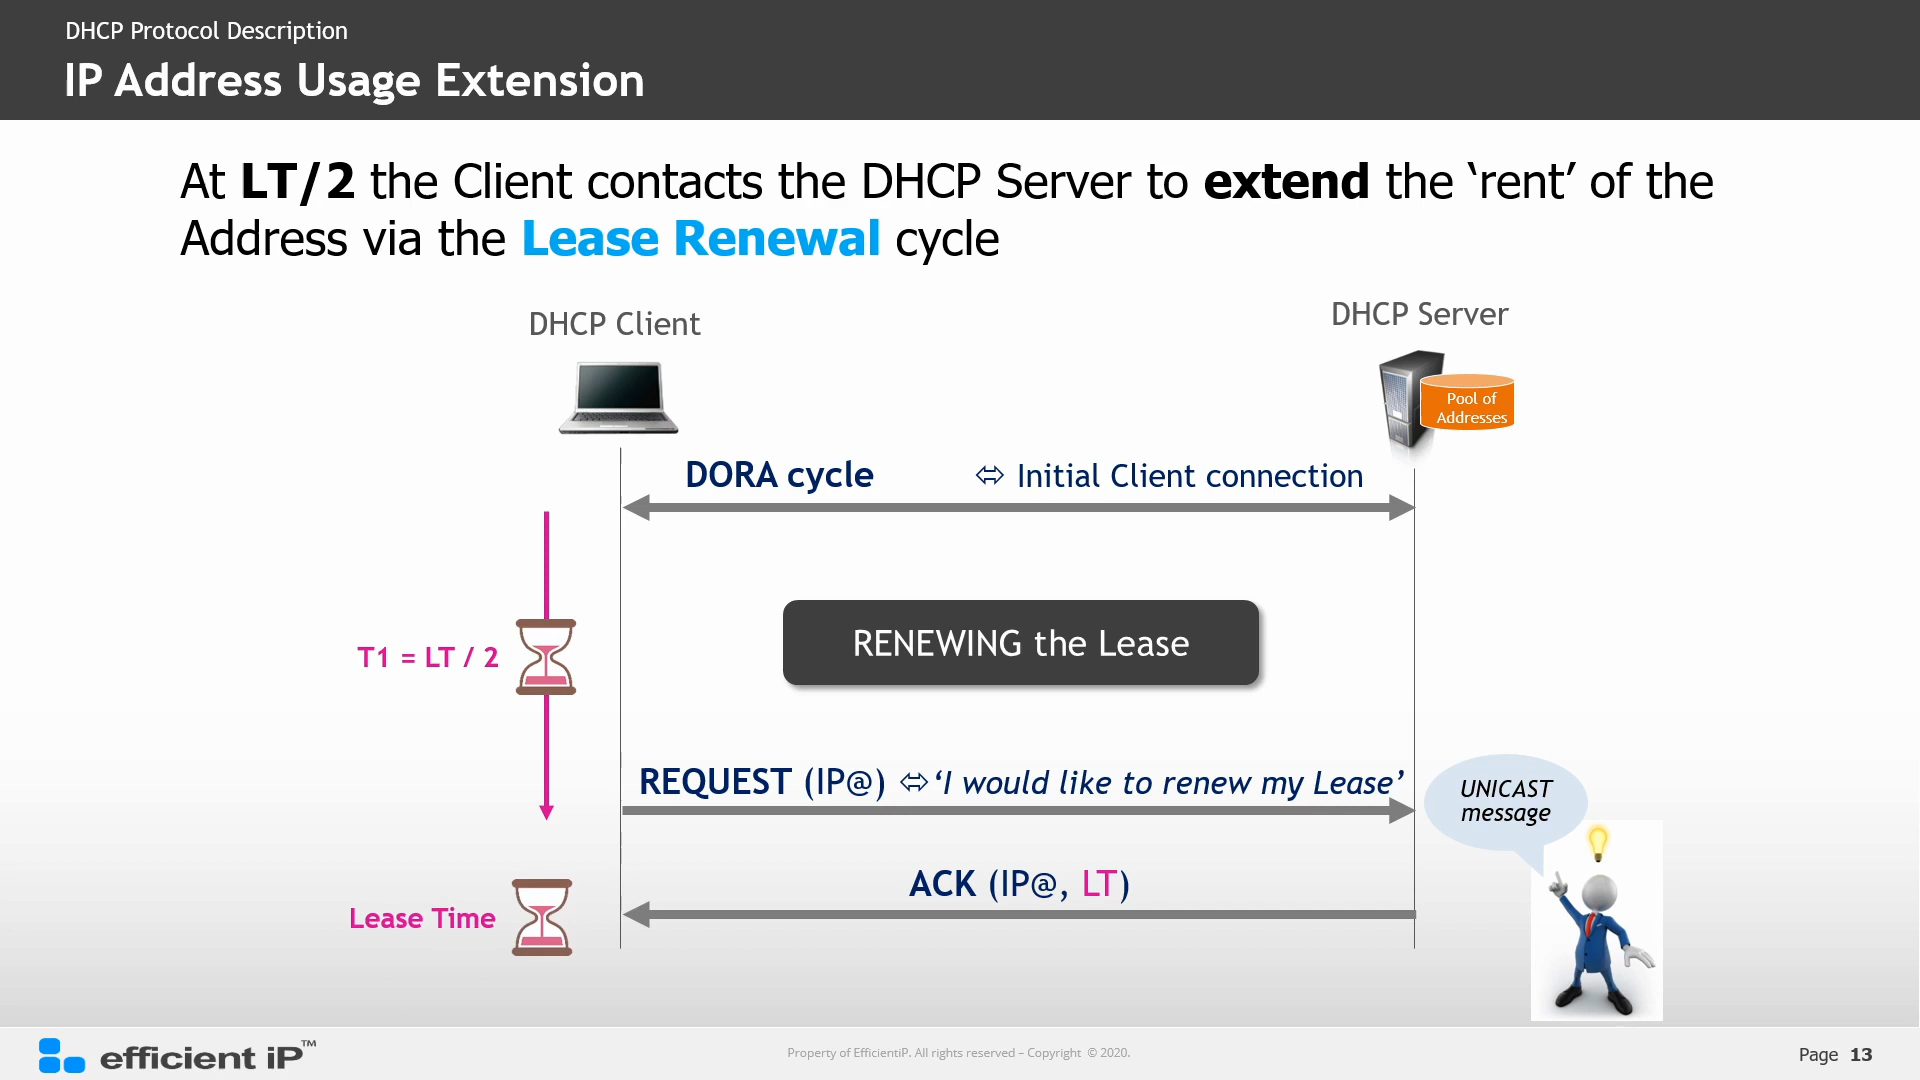 DHCP Protocol Description
IP Address Usage Extension
At LT/2 the Client contacts the DHCP Server to extend the ‘rent’ of the
Address via the Lease Renewal cycle
DHCP Client
DHCP Server
Pool of
Addresses
DORA cycle ⬄ Initial Client connection
T1 = LT / 2
RENEWING the Lease
REQUEST (IP@) ⬄ ‘I would like to renew my Lease’
UNICAST
message
ACK (IP@, LT)
Lease Time
efficient iP™
Property of EfficientiP. All rights reserved – Copyright © 2020.
Page 13